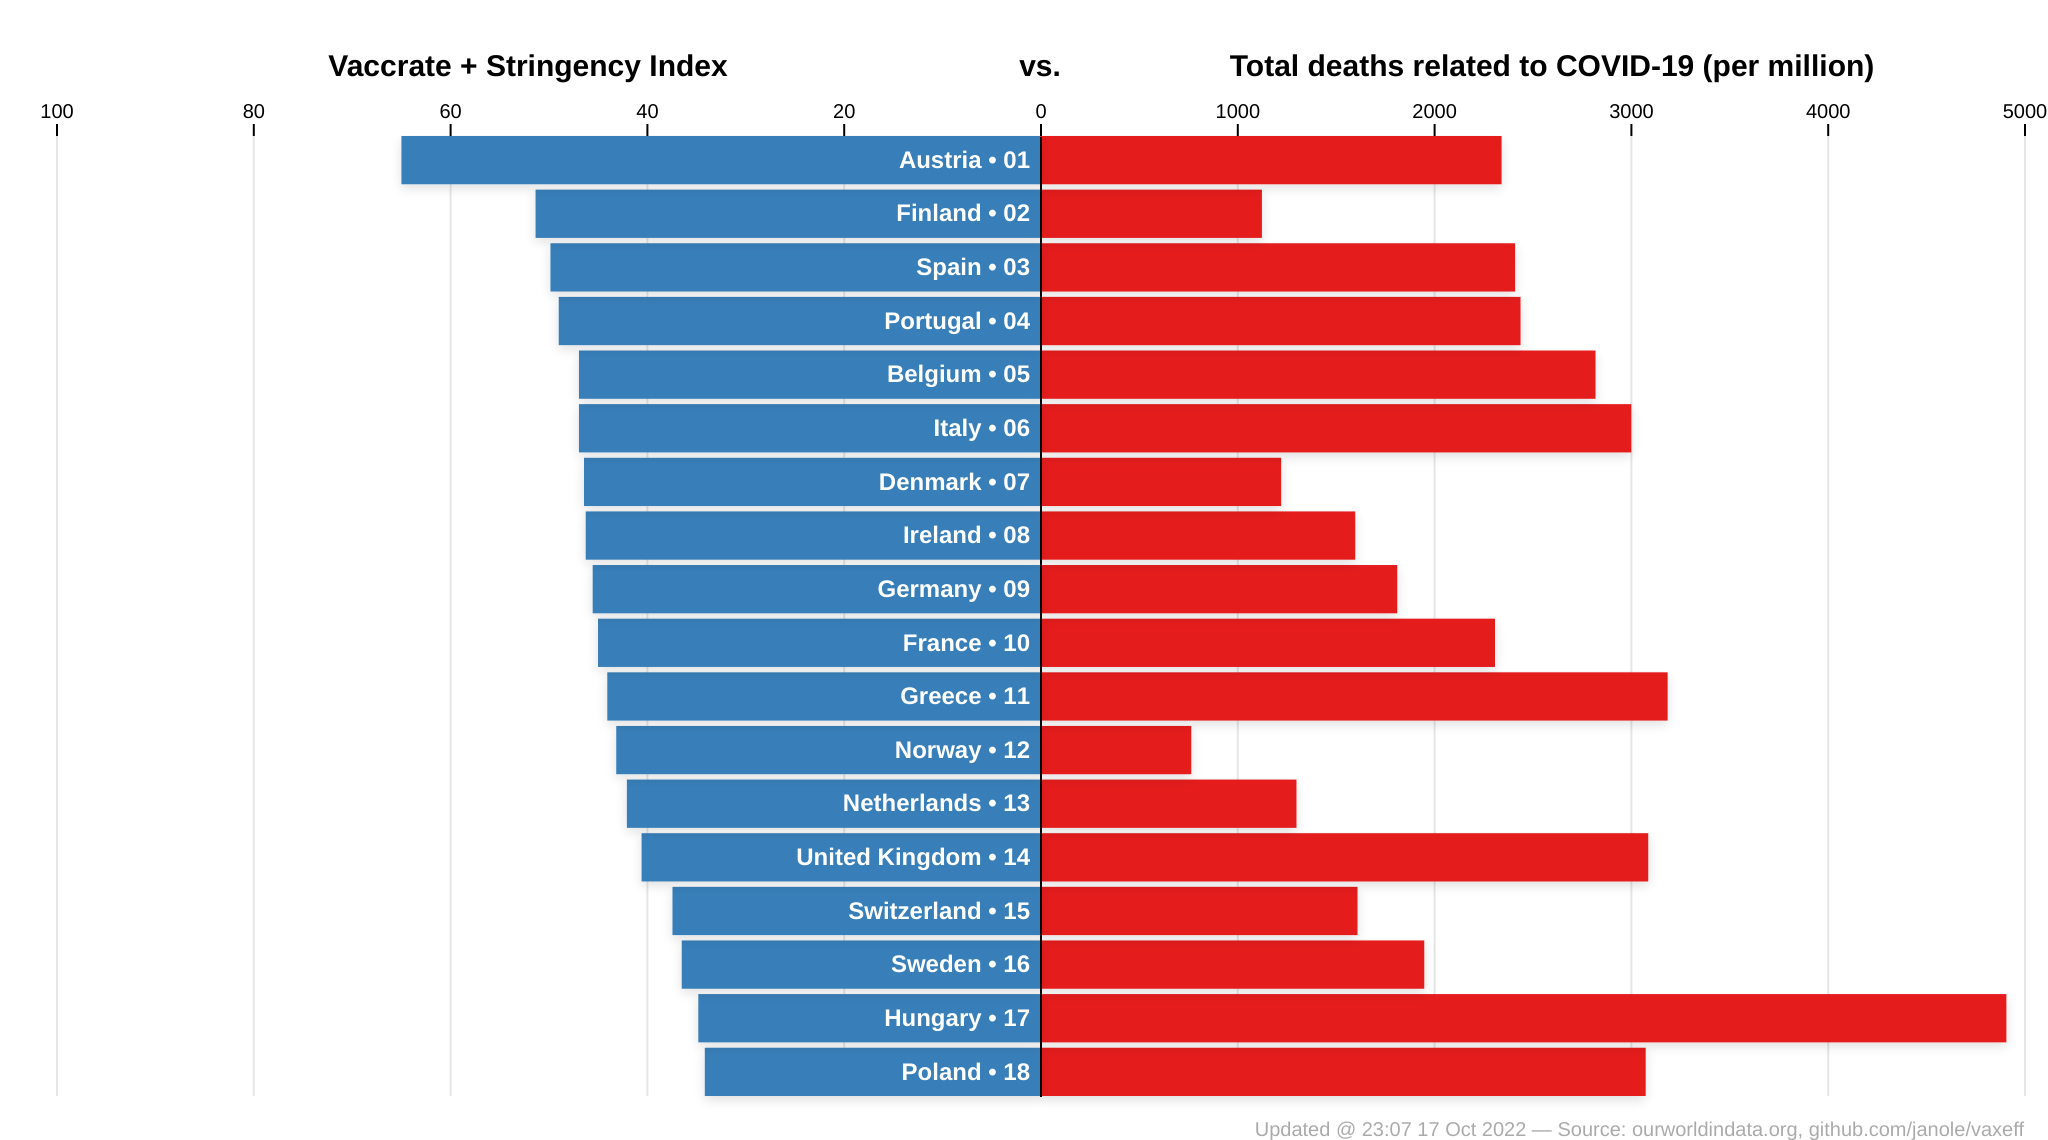 Vaccrate + Stringency Index vs. Total deaths related to COVID-19 (per million)
100 80 60 40 20 0 1000 2000 3000 4000 5000
Austria • 01
Finland • 02
Spain • 03
Portugal • 04
Belgium • 05
Italy • 06
Denmark • 07
Ireland • 08
Germany • 09
France • 10
Greece • 11
Norway • 12
Netherlands • 13
United Kingdom • 14
Switzerland • 15
Sweden • 16
Hungary • 17
Poland • 18
Updated @ 23:07 17 Oct 2022 — Source: ourworldindata.org, github.com/janole/vaxeff